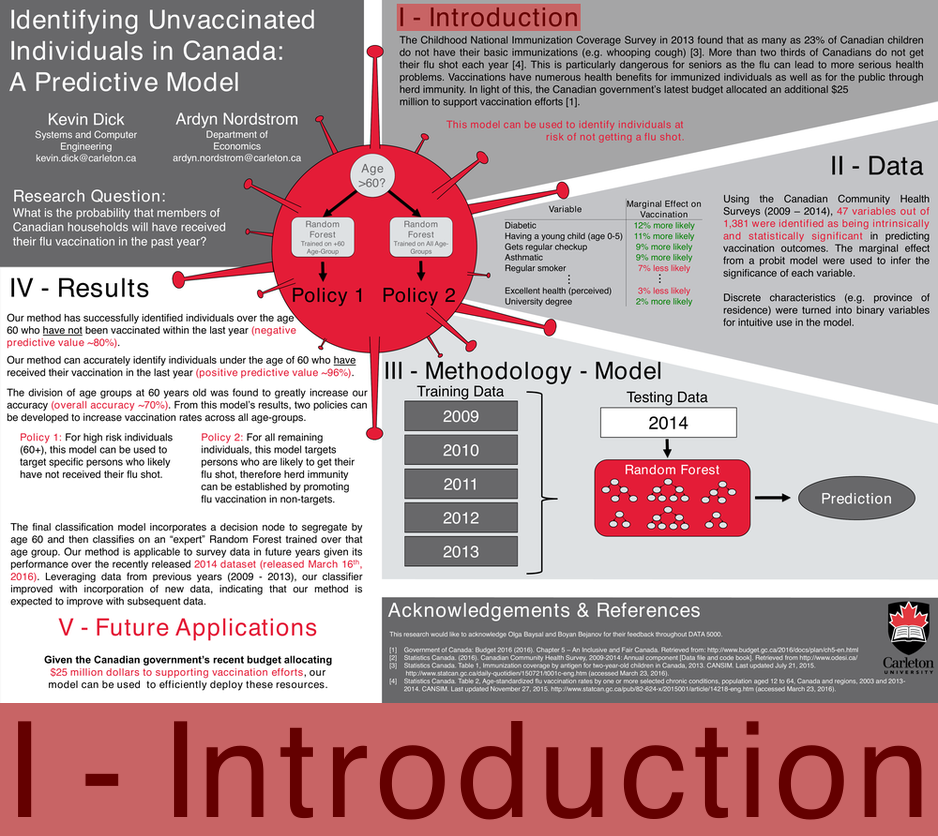 Identifying Unvaccinated
Individuals in Canada:
A Predictive Model
Kevin Dick
Systems and Computer
Engineering
kevin.dick@carleton.ca
Ardyn Nordstrom
Department of
Economics
ardyn.nordstrom@carleton.ca
Research Question:
What is the probability that members of
Canadian households will have received
their flu vaccination in the past year?
I - Introduction
The Childhood National Immunization Coverage Survey in 2013 found that as many as 23% of Canadian children
do not have their basic immunizations (e.g. whooping cough) [3]. More than two thirds of Canadians do not get
their flu shot each year [4]. This is particularly dangerous for seniors as the flu can lead to more serious health
problems. Vaccinations have numerous health benefits for immunized individuals as well as for the public through
herd immunity. In light of this, the Canadian government's latest budget allocated an additional $25
million to support vaccination efforts [1].
This model can be used to identify individuals at
risk of not getting a flu shot.
Age
>60?
Random
Forest
Trained on +60
Age-Group
Random
Forest
Trained on All Age-
Groups
Policy 1
Policy 2
II - Data
Variable
Marginal Effect on
Vaccination
Diabetic 12% more likely
Having a young child (age 0-5) 11% more likely
Gets regular checkup 9% more likely
Asthmatic 9% more likely
Regular smoker 7% less likely
Excellent health (perceived) 3% less likely
University degree 2% more likely
Using the Canadian Community Health
Surveys (2009 – 2014), 47 variables out of
1,381 were identified as being intrinsically
and statistically significant in predicting
vaccination outcomes. The marginal effect
from a probit model were used to infer the
significance of each variable.
Discrete characteristics (e.g. province of
residence) were turned into binary variables
for intuitive use in the model.
III - Methodology - Model
Training Data
2009
2010
2011
2012
2013
Testing Data
2014
Random Forest
Prediction
IV - Results
Our method has successfully identified individuals over the age
60 who have not been vaccinated within the last year (negative
predictive value ~80%).
Our method can accurately identify individuals under the age of 60 who have
received their vaccination in the last year (positive predictive value ~96%).
The division of age groups at 60 years old was found to greatly increase our
accuracy (overall accuracy ~70%). From this model's results, two policies can
be developed to increase vaccination rates across all age-groups.
Policy 1: For high risk individuals
(60+), this model can be used to
target specific persons who likely
have not received their flu shot.
Policy 2: For all remaining
individuals, this model targets
persons who are likely to get their
flu shot, therefore herd immunity
can be established by promoting
flu vaccination in non-targets.
The final classification model incorporates a decision node to segregate by
age 60 and then classifies on an "expert" Random Forest trained over that
age group. Our method is applicable to survey data in future years given its
performance over the recently released 2014 dataset (released March 16th,
2016). Leveraging data from previous years (2009 - 2013), our classifier
improved with incorporation of new data, indicating that our method is
expected to improve with subsequent data.
V - Future Applications
Given the Canadian government's recent budget allocating
$25 million dollars to supporting vaccination efforts, our
model can be used to efficiently deploy these resources.
Acknowledgements & References
This research would like to acknowledge Olga Baysal and Boyan Bejanov for their feedback throughout DATA 5000.
[1] Government of Canada: Budget 2016 (2016). Chapter 5 – An Inclusive and Fair Canada. Retrieved from: http://www.budget.gc.ca/2016/docs/plan/ch5-en.html
[2] Statistics Canada. (2016). Canadian Community Health Survey, 2009-2014: Annual component [Data file and code book]. Retrieved from http://www.odesi.ca/
[3] Statistics Canada. Table 1, Immunization coverage by antigen for two-year-old children in Canada, 2013. CANSIM. Last updated July 21, 2015.
http://www.statcan.gc.ca/daily-quotidien/150721/t001c-eng.htm (accessed March 23, 2016).
[4] Statistics Canada. Table 2, Age-standardized flu vaccination rates by one or more selected chronic conditions, population aged 12 to 64, Canada and regions, 2003 and 2013-
2014. CANSIM. Last updated November 27, 2015. http://www.statcan.gc.ca/pub/82-624-x/2015001/article/14218-eng.htm (accessed March 23, 2016).
Carleton
UNIVERSITY
I - Introduction